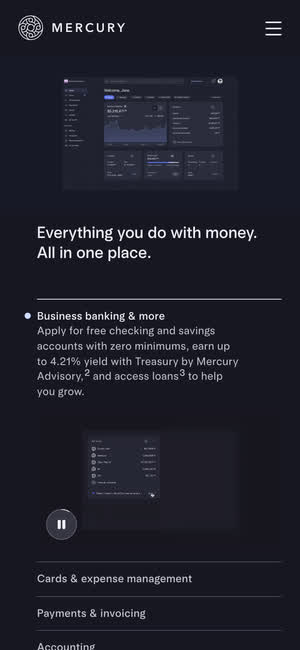 MERCURY
Welcome, Jane
Everything you do with money.
All in one place.
Business banking & more
Apply for free checking and savings
accounts with zero minimums, earn up
to 4.21% yield with Treasury by Mercury
Advisory,2 and access loans3 to help
you grow.
Cards & expense management
Payments & invoicing
Accounting